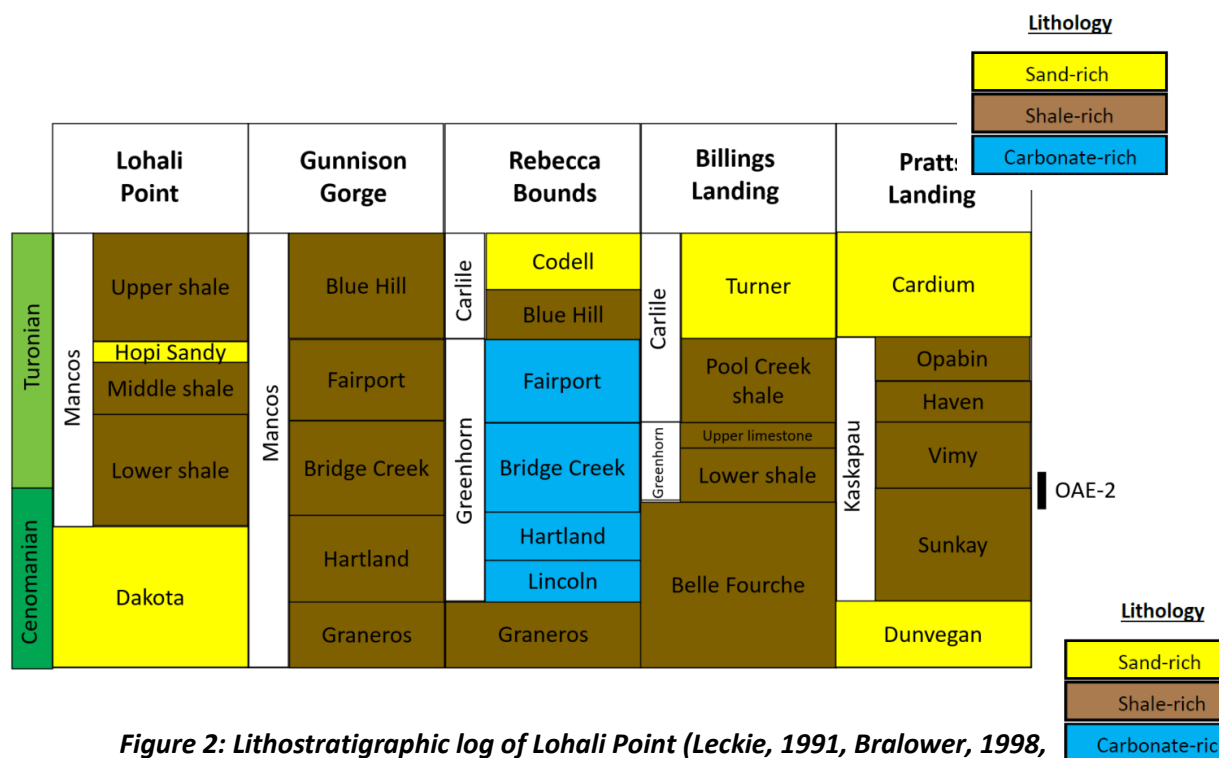 Lithology
Sand-rich
Shale-rich
Carbonate-rich
Lohali
Point
Gunnison
Gorge
Rebecca
Bounds
Billings
Landing
Pratts
Landing
Turonian
Cenomanian
Mancos
Upper shale
Hopi Sandy
Middle shale
Lower shale
Dakota
Mancos
Blue Hill
Fairport
Bridge Creek
Hartland
Graneros
Carlile
Greenhorn
Codell
Blue Hill
Fairport
Bridge Creek
Hartland
Lincoln
Graneros
Carlile
Greenhorn
Turner
Pool Creek
shale
Upper limestone
Lower shale
Belle Fourche
Kaskapau
Cardium
Opabin
Haven
Vimy
Sunkay
Dunvegan
OAE-2
Lithology
Sand-rich
Shale-rich
Carbonate-ric
Figure 2: Lithostratigraphic log of Lohali Point (Leckie, 1991, Bralower, 1998,